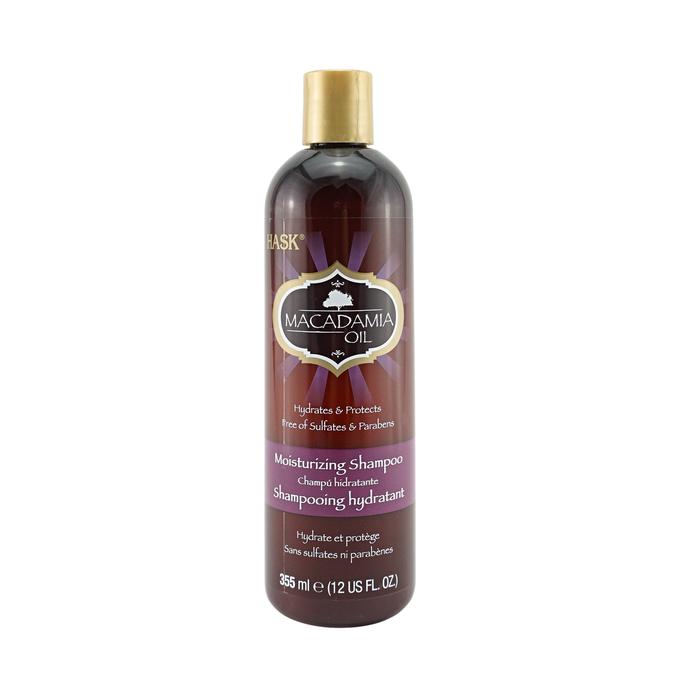 HASK®
MACADAMIA
OIL
Hydrates & Protects
Free of Sulfates & Parabens
Moisturizing Shampoo
Champú hidratante
Shampooing hydratant
Hydrate et protège
Sans sulfates ni parabènes
355 ml ℮ (12 US FL. OZ.)